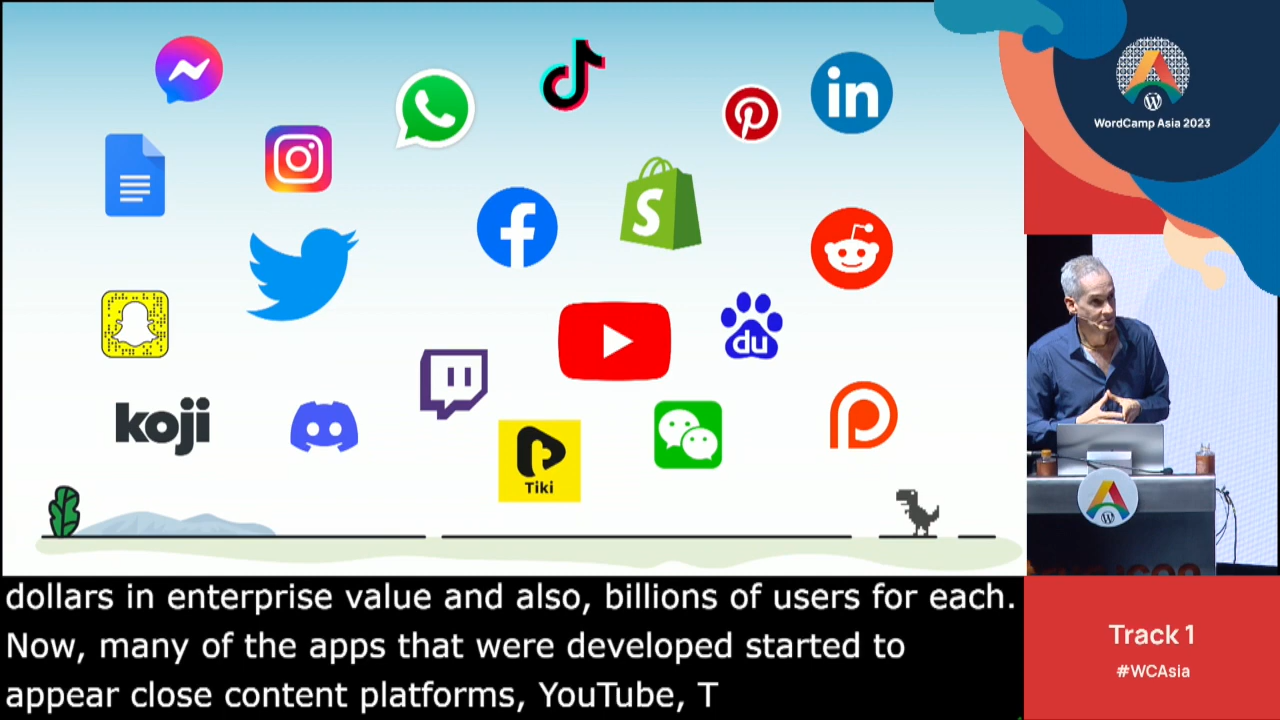 in
WordCamp Asia 2023
S
du
koji
Tiki
dollars in enterprise value and also, billions of users for each.
Now, many of the apps that were developed started to
appear close content platforms, YouTube, T
Track 1
#WCAsia